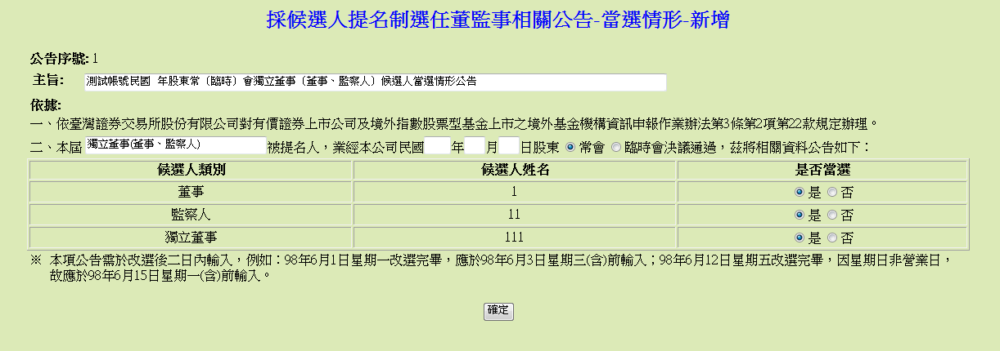 採候選人提名制選任董監事相關公告-當選情形-新增
公告序號: 1
主旨: 測試帳號民國 年股東常〔臨時〕會獨立董事〔董事、監察人〕候選人當選情形公告
依據:
一、依臺灣證券交易所股份有限公司對有價證券上市公司及境外指數股票型基金上市之境外基金機構資訊申報作業辦法第3條第2項第22款規定辦理。
二、本屆 獨立董事(董事、監察人) 被提名人，業經本公司民國 年 月 日股東 常會 臨時會決議通過，茲將相關資料公告如下：
候選人類別 候選人姓名 是否當選
董事 1 是 否
監察人 11 是 否
獨立董事 111 是 否
※ 本項公告需於改選後二日內輸入，例如：98年6月1日星期一改選完畢，應於98年6月3日星期三(含)前輸入；98年6月12日星期五改選完畢，因星期日非營業日，
故應於98年6月15日星期一(含)前輸入。
確定